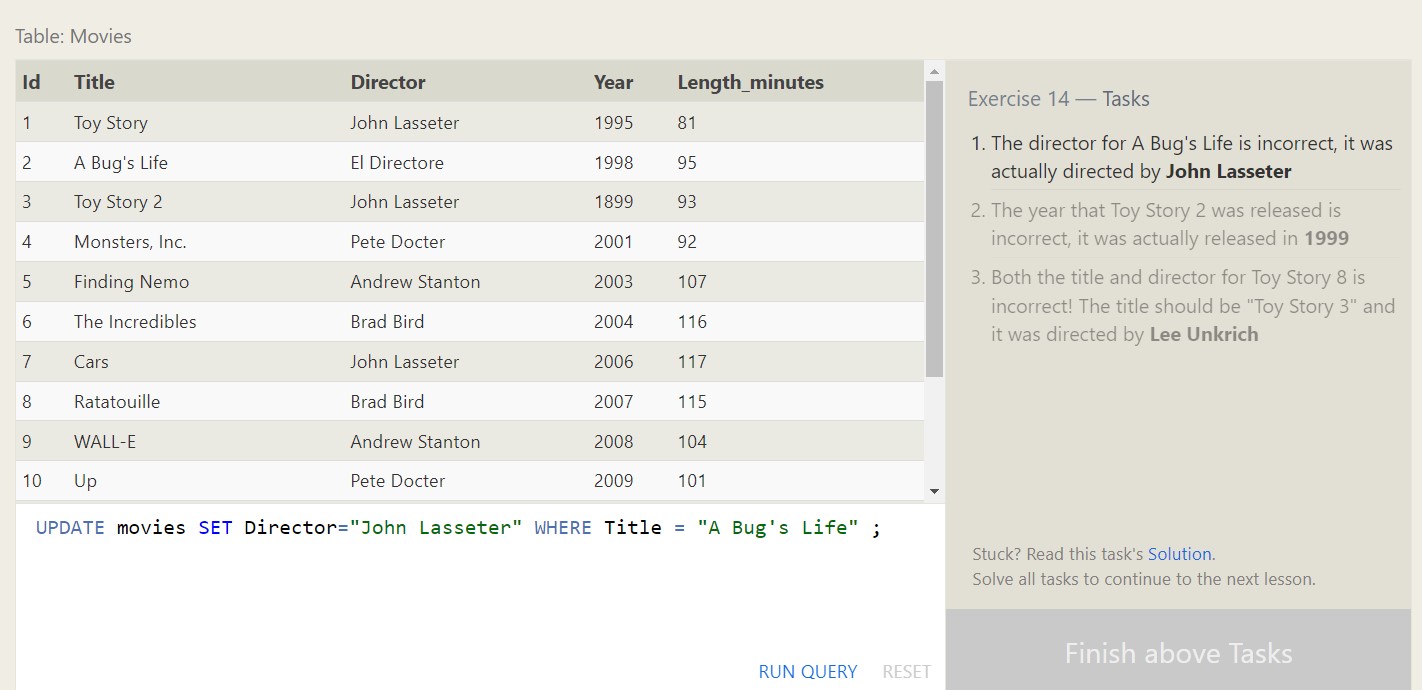 Table: Movies
Id Title Director Year Length_minutes
1 Toy Story John Lasseter 1995 81
2 A Bug's Life El Directore 1998 95
3 Toy Story 2 John Lasseter 1899 93
4 Monsters, Inc. Pete Docter 2001 92
5 Finding Nemo Andrew Stanton 2003 107
6 The Incredibles Brad Bird 2004 116
7 Cars John Lasseter 2006 117
8 Ratatouille Brad Bird 2007 115
9 WALL-E Andrew Stanton 2008 104
10 Up Pete Docter 2009 101
UPDATE movies SET Director="John Lasseter" WHERE Title = "A Bug's Life" ;
RUN QUERY RESET
Exercise 14 — Tasks
1. The director for A Bug's Life is incorrect, it was
actually directed by John Lasseter
2. The year that Toy Story 2 was released is
incorrect, it was actually released in 1999
3. Both the title and director for Toy Story 8 is
incorrect! The title should be "Toy Story 3" and
it was directed by Lee Unkrich
Stuck? Read this task's Solution.
Solve all tasks to continue to the next lesson.
Finish above Tasks